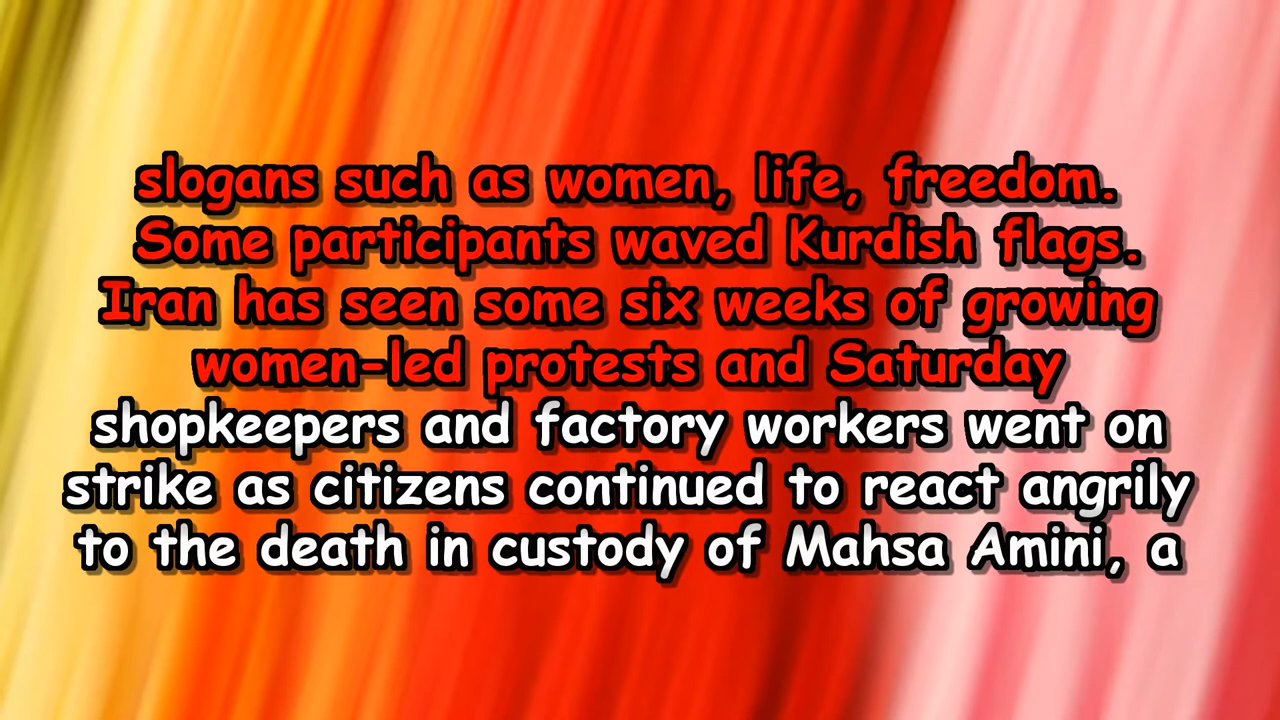 slogans such as women, life, freedom.
Some participants waved Kurdish flags.
Iran has seen some six weeks of growing
women-led protests and Saturday
shopkeepers and factory workers went on
strike as citizens continued to react angrily
to the death in custody of Mahsa Amini, a